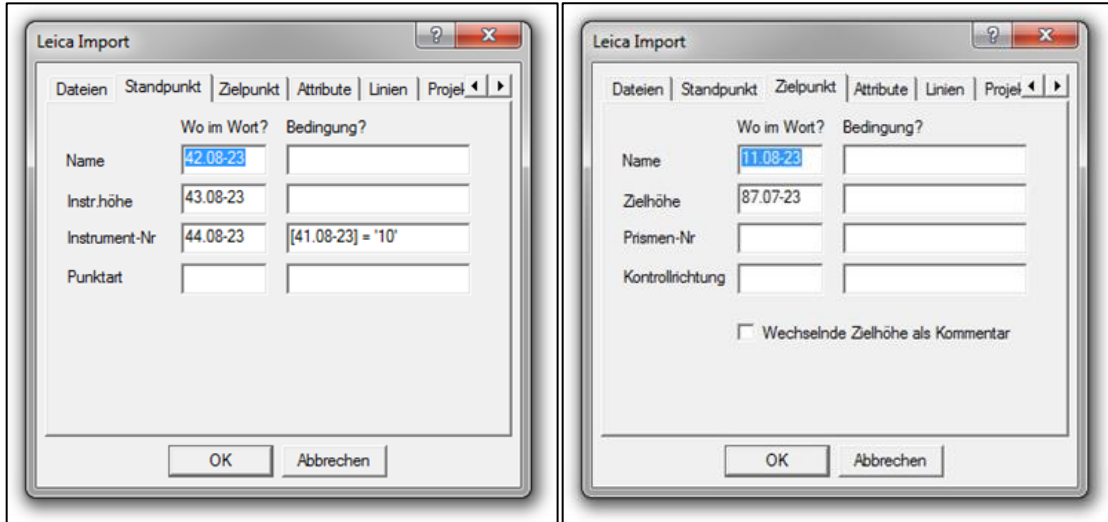 Leica Import
Dateien Standpunkt Zielpunkt Attribute Linien Projek
Wo im Wort? Bedingung?
Name 42.08-23
Instr.höhe 43.08-23
Instrument-Nr 44.08-23 [41.08-23] = '10'
Punktart
OK Abbrechen
Leica Import
Dateien Standpunkt Zielpunkt Attribute Linien Projek
Wo im Wort? Bedingung?
Name 11.08-23
Zielhöhe 87.07-23
Prismen-Nr
Kontrollrichtung
Wechselnde Zielhöhe als Kommentar
OK Abbrechen